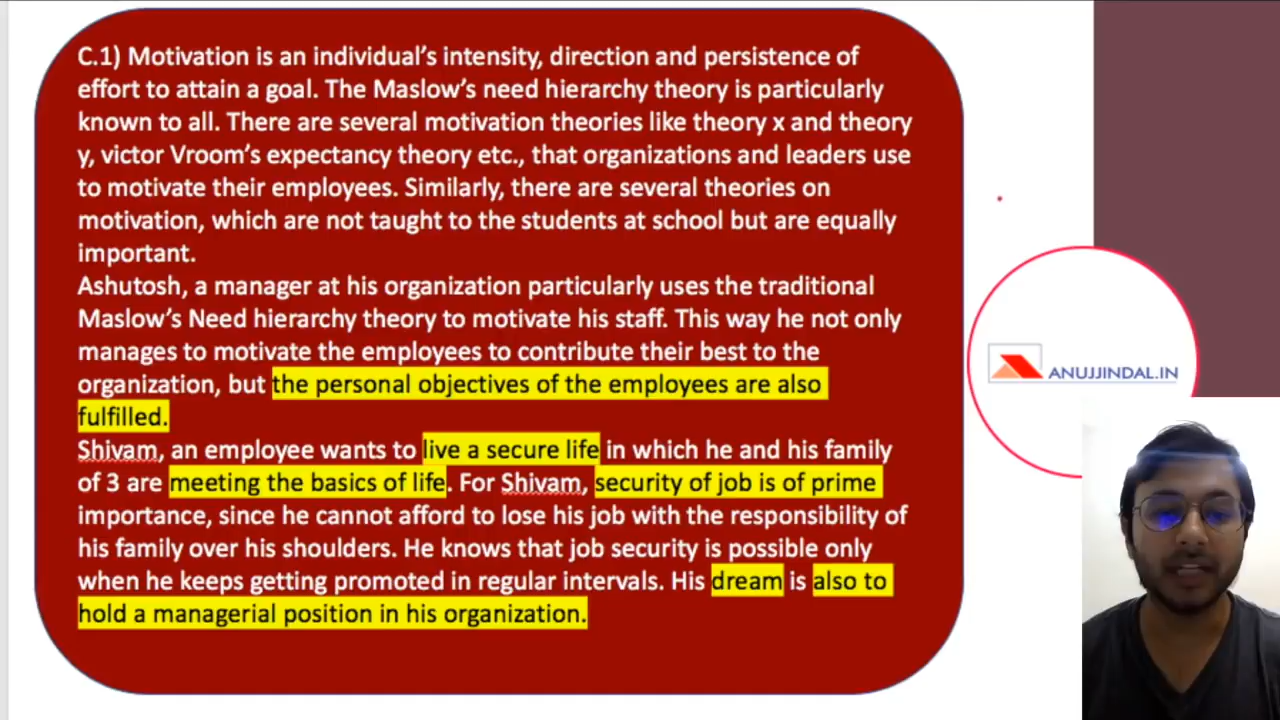 C.1) Motivation is an individual's intensity, direction and persistence of
effort to attain a goal. The Maslow's need hierarchy theory is particularly
known to all. There are several motivation theories like theory x and theory
y, victor Vroom's expectancy theory etc., that organizations and leaders use
to motivate their employees. Similarly, there are several theories on
motivation, which are not taught to the students at school but are equally
important.
Ashutosh, a manager at his organization particularly uses the traditional
Maslow's Need hierarchy theory to motivate his staff. This way he not only
manages to motivate the employees to contribute their best to the
organization, but the personal objectives of the employees are also
fulfilled.
Shivam, an employee wants to live a secure life in which he and his family
of 3 are meeting the basics of life. For Shivam, security of job is of prime
importance, since he cannot afford to lose his job with the responsibility of
his family over his shoulders. He knows that job security is possible only
when he keeps getting promoted in regular intervals. His dream is also to
hold a managerial position in his organization.
ANUJJINDAL.IN